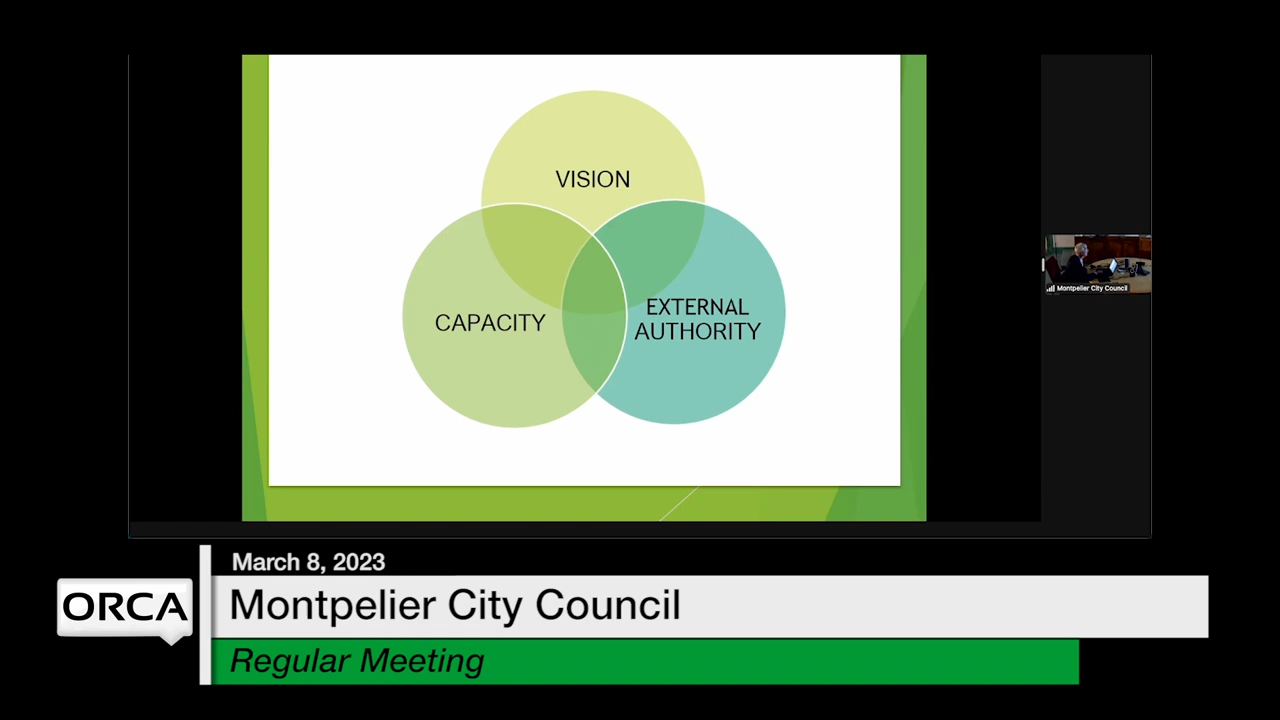 VISION
CAPACITY
EXTERNAL
AUTHORITY
Montpelier City Council
March 8, 2023
ORCA
Montpelier City Council
Regular Meeting